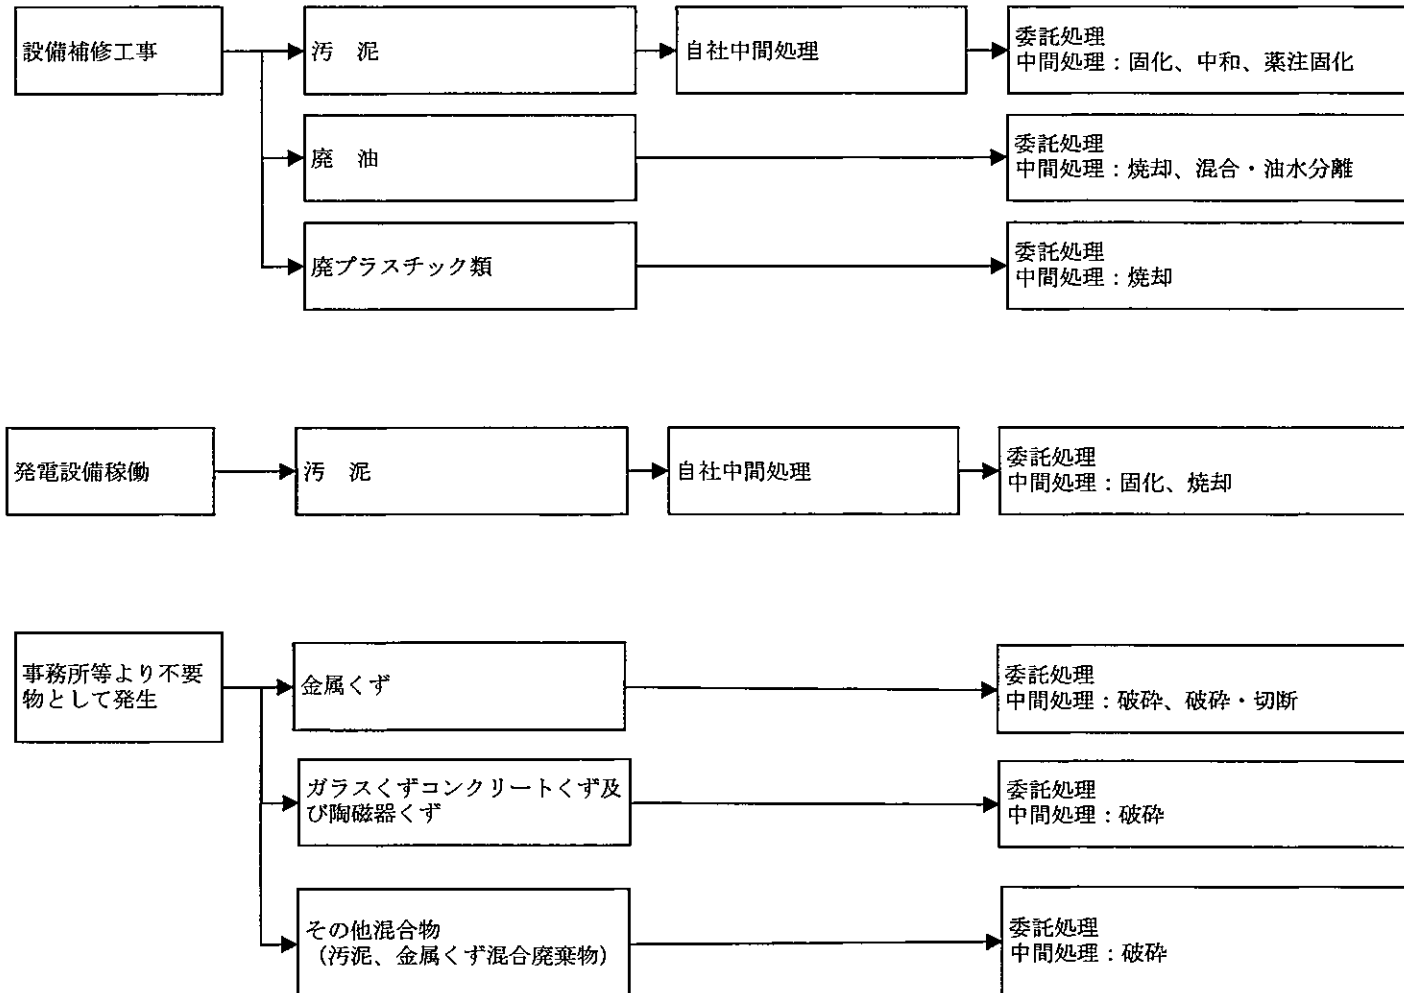 設備補修工事
汚　泥
自社中間処理
委託処理
中間処理：固化、中和、薬注固化
廃　油
委託処理
中間処理：焼却、混合・油水分離
廃プラスチック類
委託処理
中間処理：焼却
発電設備稼働
汚　泥
自社中間処理
委託処理
中間処理：固化、焼却
事務所等より不要
物として発生
金属くず
委託処理
中間処理：破砕、破砕・切断
ガラスくずコンクリートくず及
び陶磁器くず
委託処理
中間処理：破砕
その他混合物
（汚泥、金属くず混合廃棄物）
委託処理
中間処理：破砕